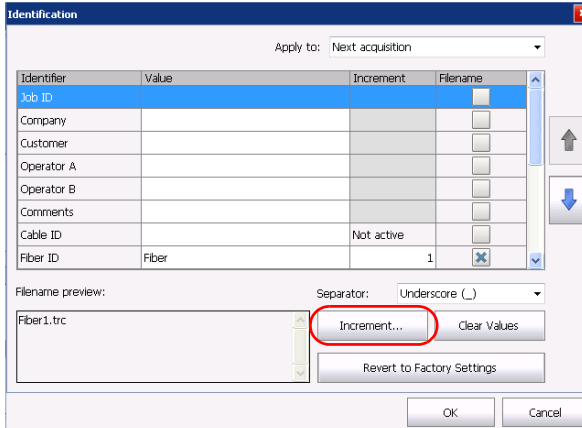 Identification
Apply to: Next acquisition
Identifier Value Increment Filename
Job ID
Company
Customer
Operator A
Operator B
Comments
Cable ID Not active
Fiber ID Fiber 1
Filename preview: Separator: Underscore (_)
Fiber1.trc
Increment... Clear Values
Revert to Factory Settings
OK Cancel